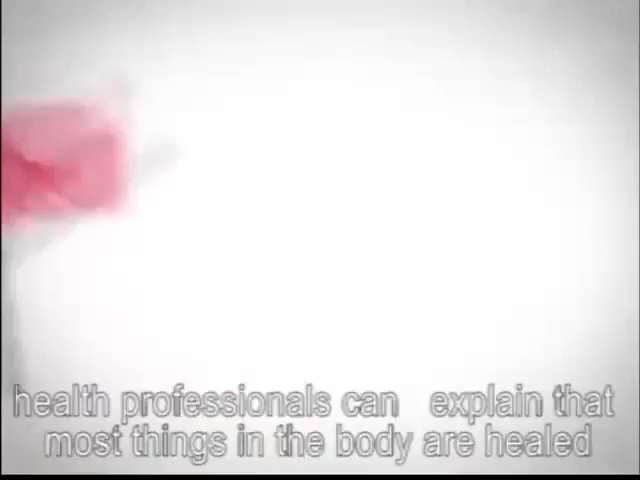 health professionals can explain that
most things in the body are healed